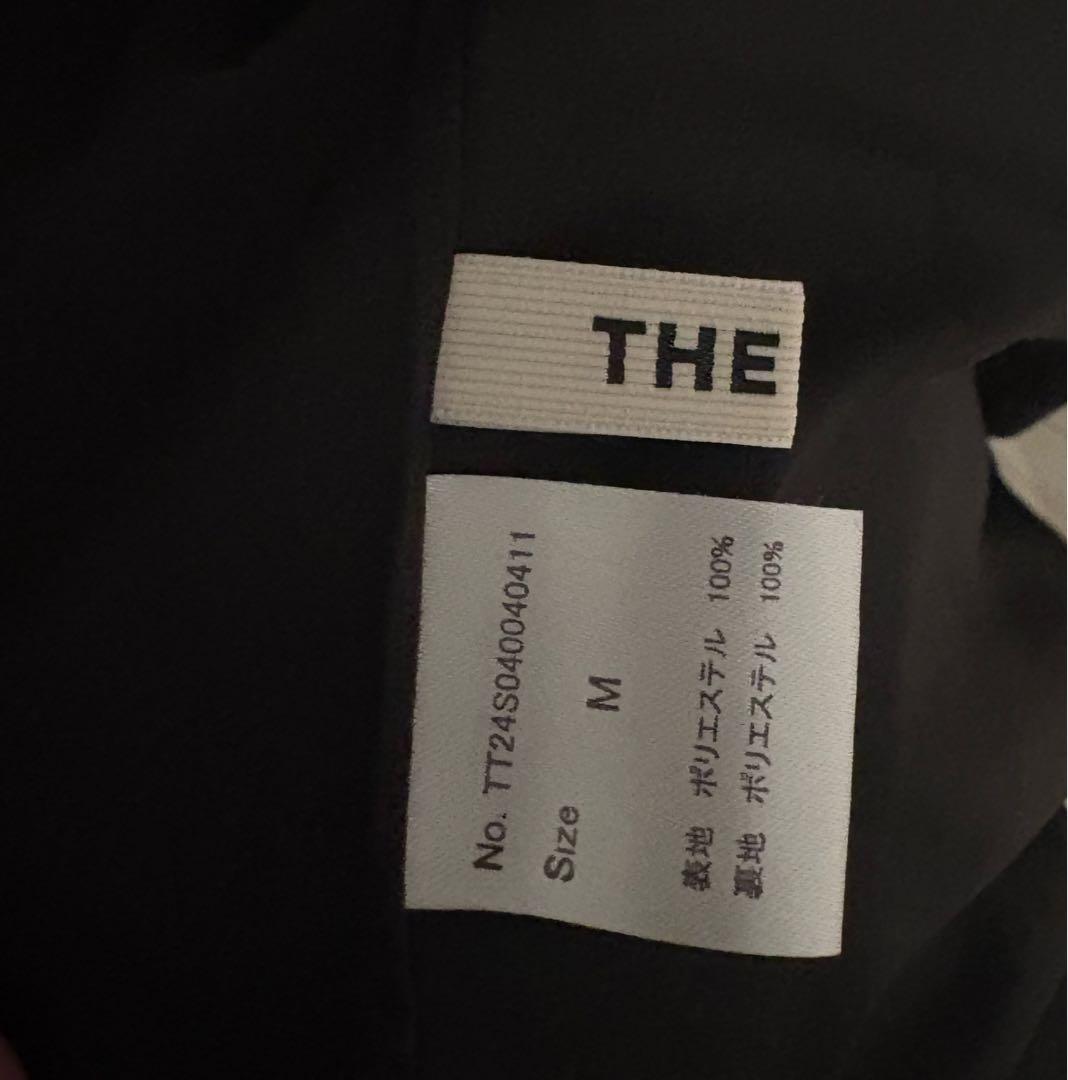 THE
No. TT24S040040411
Size
M
表地 ポリエステル 100%
裏地 ポリエステル 100%